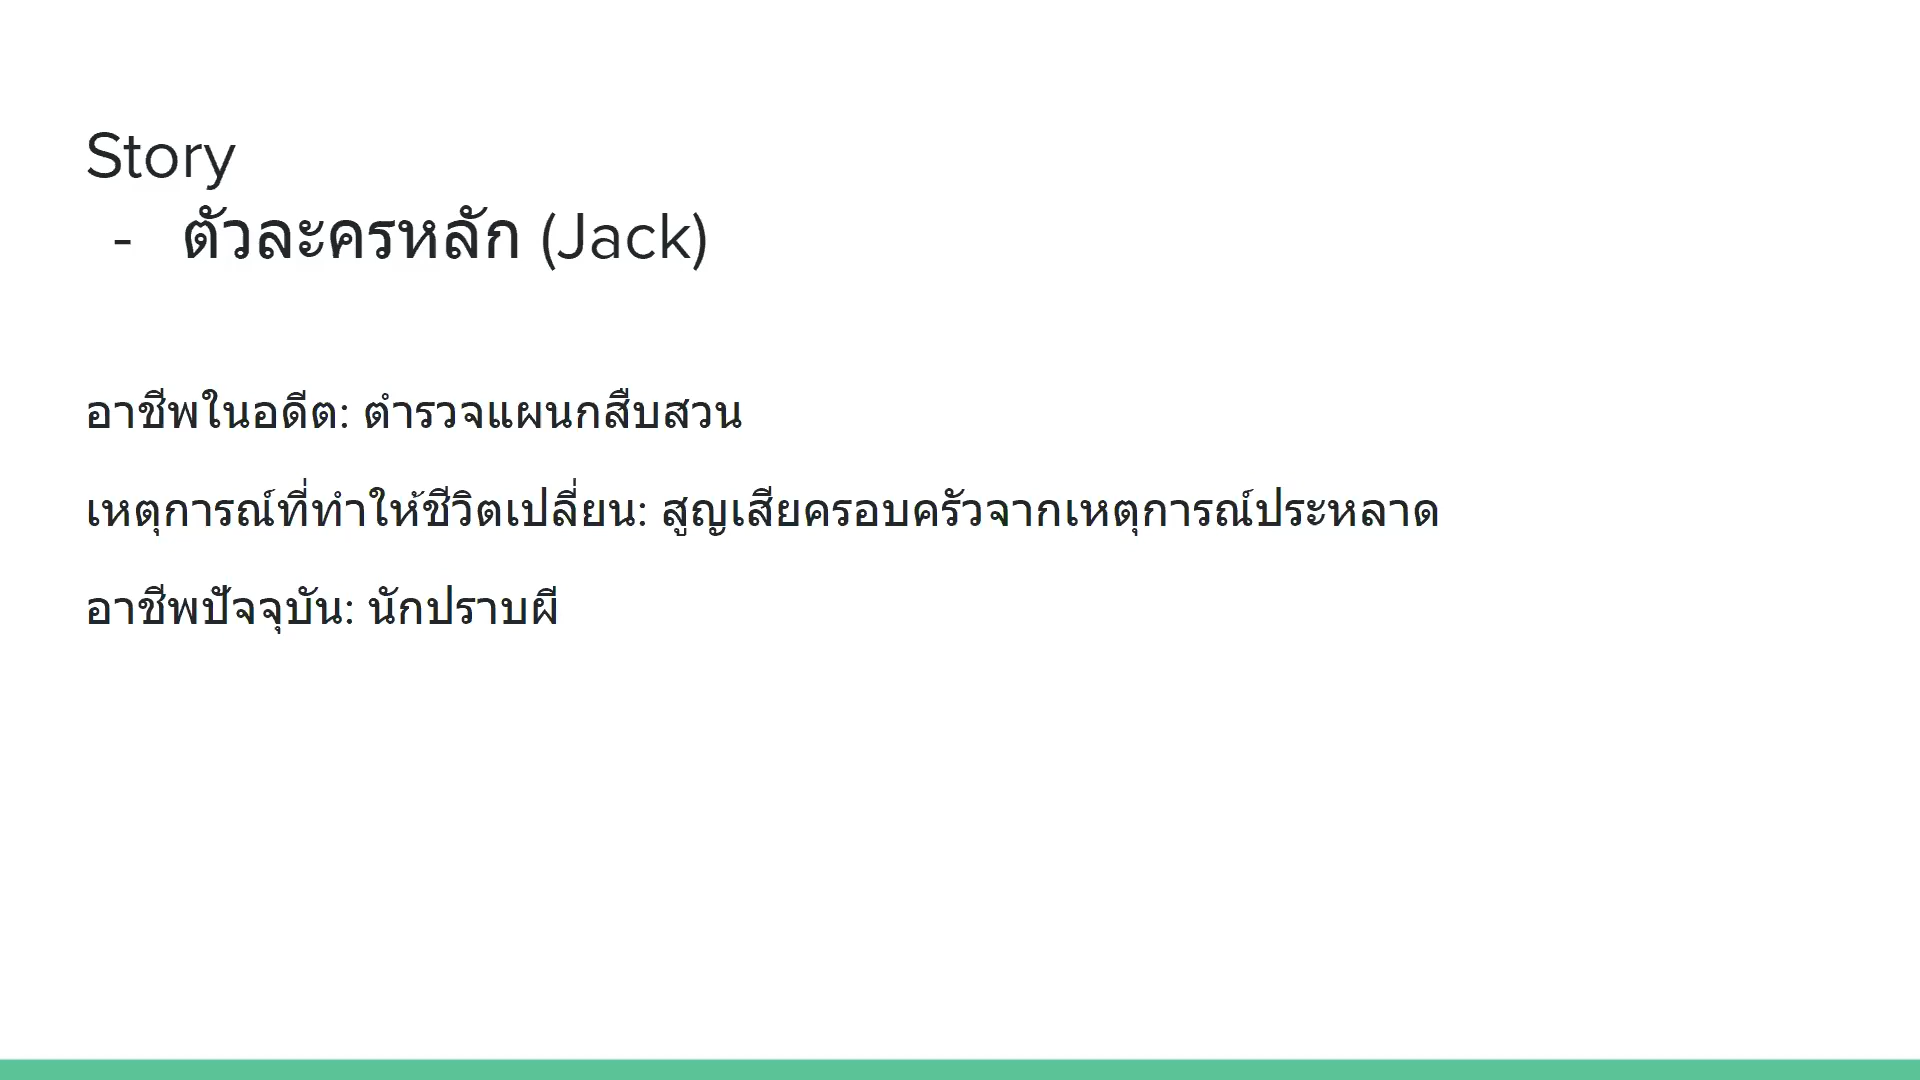 Story
- ตัวละครหลัก (Jack)
อาชีพในอดีต: ตำรวจแผนกสืบสวน
เหตุการณ์ที่ทำให้ชีวิตเปลี่ยน: สูญเสียครอบครัวจากเหตุการณ์ประหลาด
อาชีพปัจจุบัน: นักปราบผี